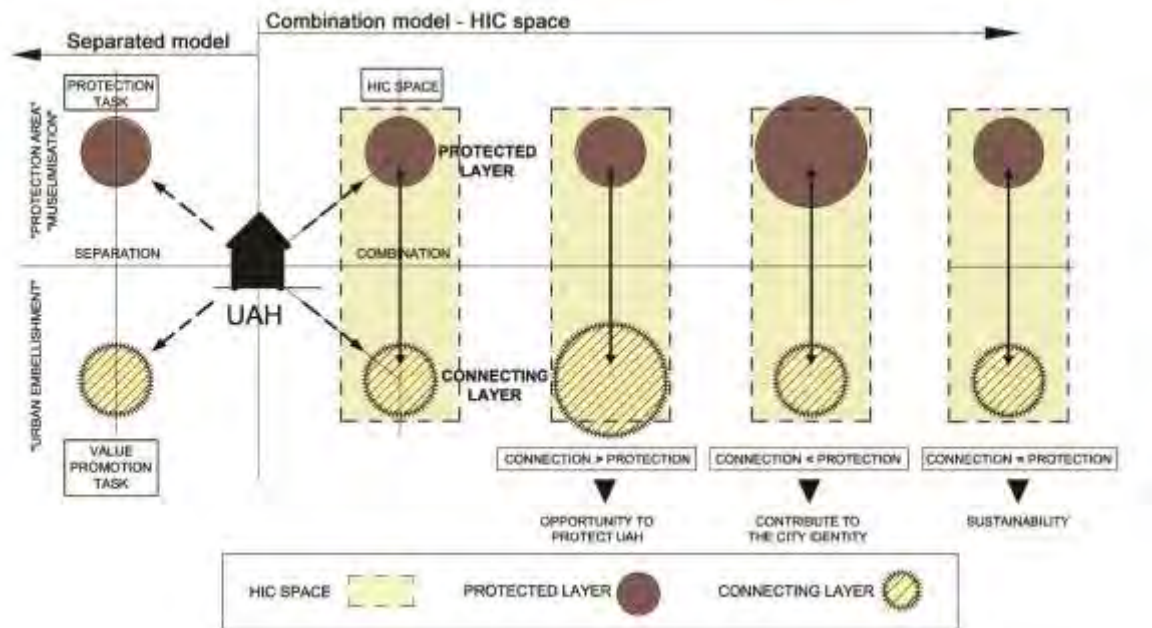 Combination model - HIC space
Separated model
PROTECTION
TASK
HIC SPACE
"PROTECTION AREA"
"MUSEUMISATION"
PROTECTED
LAYER
SEPARATION
COMBINATION
UAH
"URBAN EMBELLISHMENT"
CONNECTING
LAYER
VALUE
PROMOTION
TASK
CONNECTION > PROTECTION
CONNECTION < PROTECTION
CONNECTION = PROTECTION
OPPORTUNITY TO
PROTECT UAH
CONTRIBUTE TO
THE CITY IDENTITY
SUSTAINABILITY
HIC SPACE
PROTECTED LAYER
CONNECTING LAYER